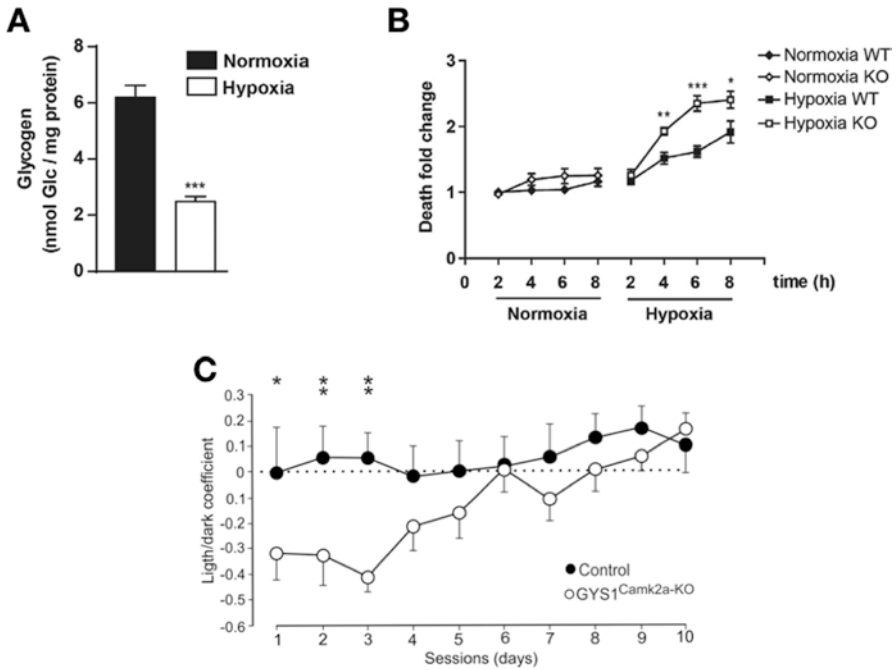 A
Glycogen
(nmol Glc / mg protein)
8
6
4
2
0
***
Normoxia
Hypoxia
B
Death fold change
3
2
1
0
**
***
*
Normoxia WT
Normoxia KO
Hypoxia WT
Hypoxia KO
0 2 4 6 8 2 4 6 8 time (h)
Normoxia Hypoxia
C
* ** **
Ligth/dark coefficient
0.3
0.2
0.1
0
0.1
-0.2
-0.3
-0.4
-0.5
-0.6
Control
GYS1Camk2a-KO
1 2 3 4 5 6 7 8 9 10
Sessions (days)